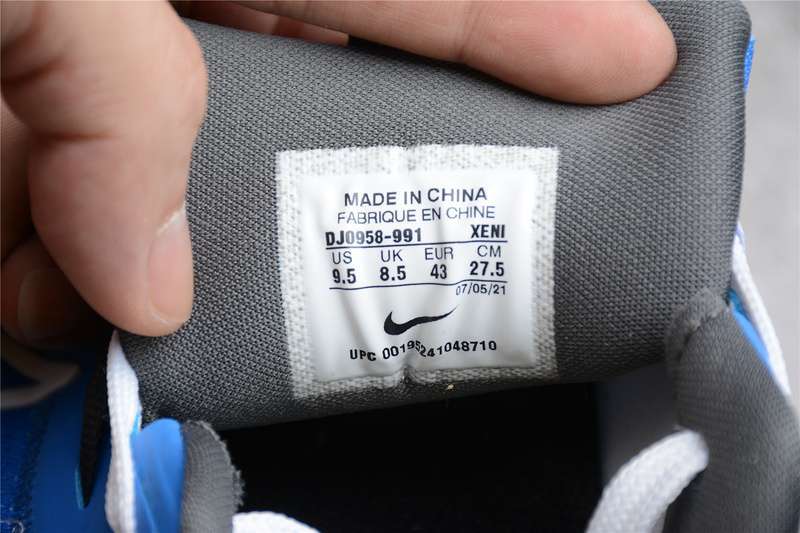 MADE IN CHINA
FABRIQUE EN CHINE
DJ0958-991 XENI
US UK EUR CM
9.5 8.5 43 27.5
07/05/21
UPC 00195241048710